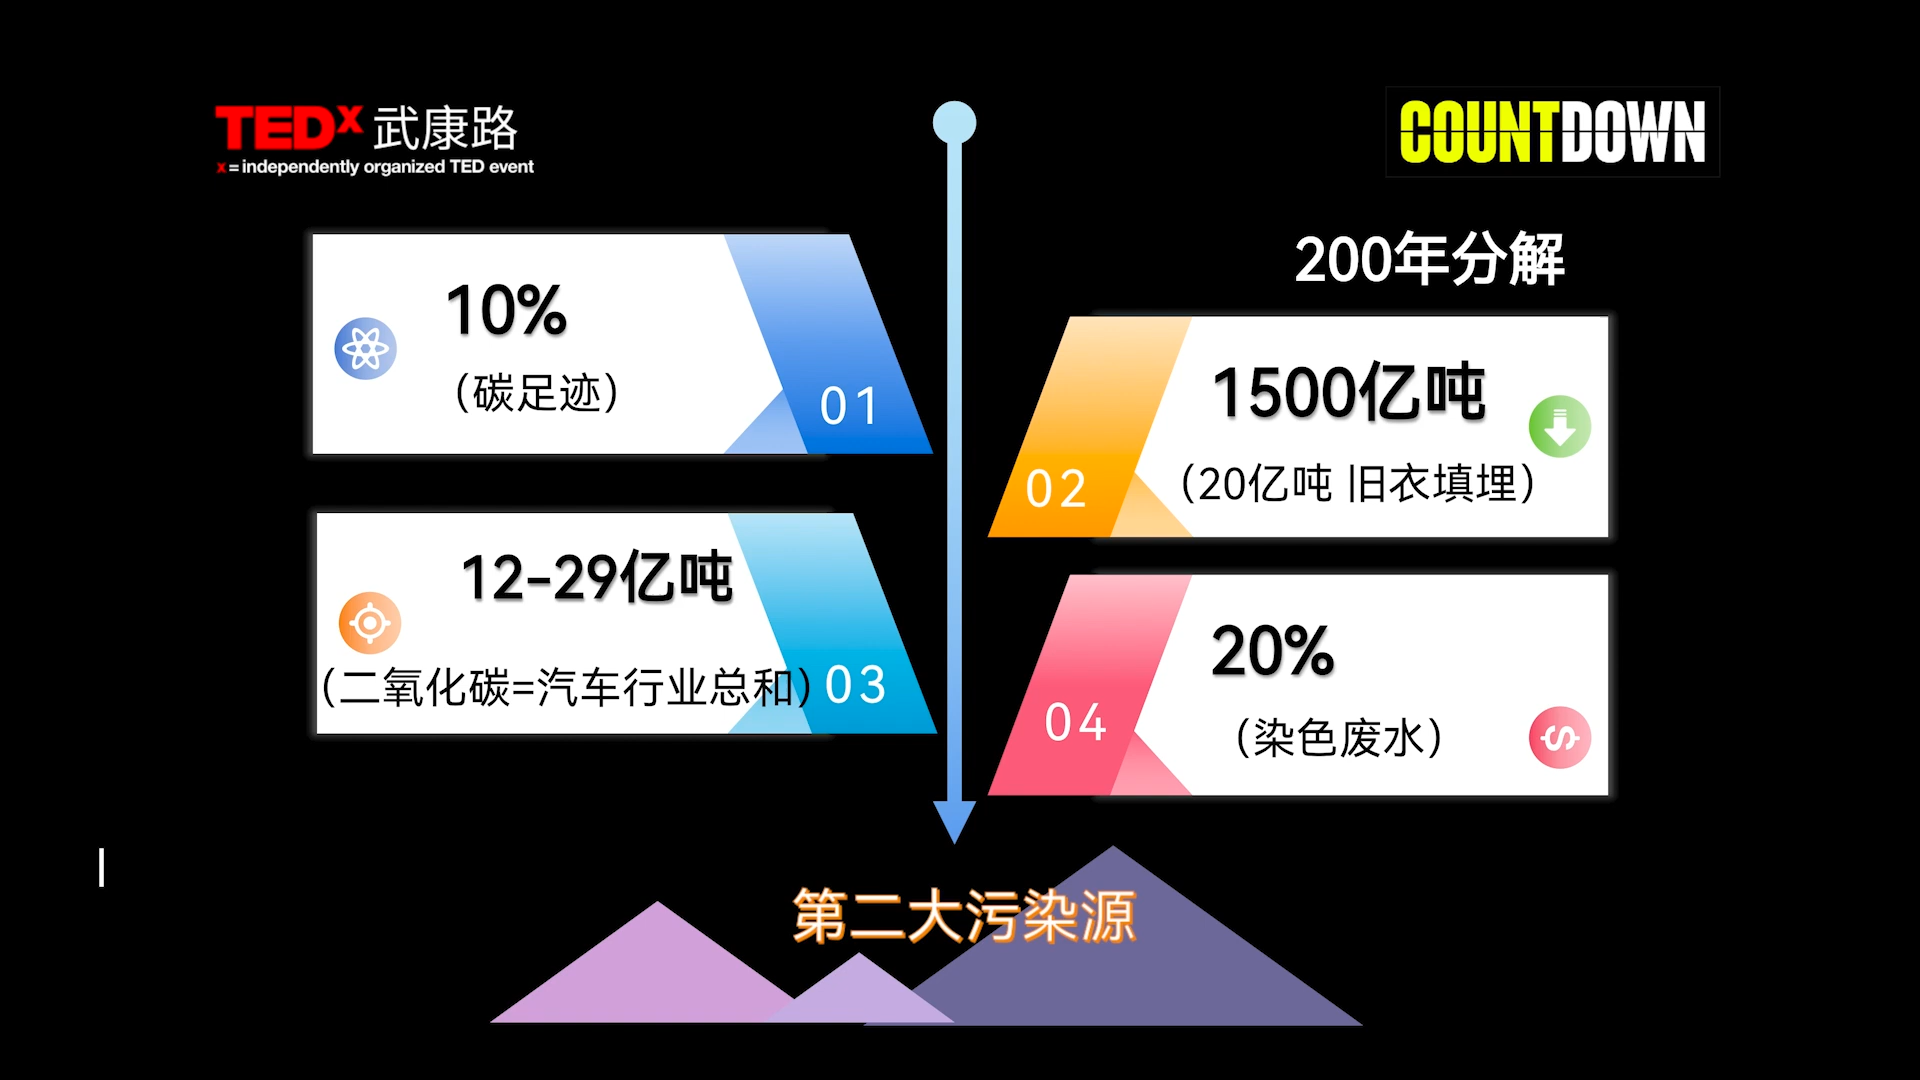 TEDx 武康路
x = independently organized TED event
COUNTDOWN
10%
(碳足迹)
01
200年分解
1500亿吨
(20亿吨 旧衣填埋)
02
12-29亿吨
(二氧化碳=汽车行业总和)
03
20%
(染色废水)
04
第二大污染源